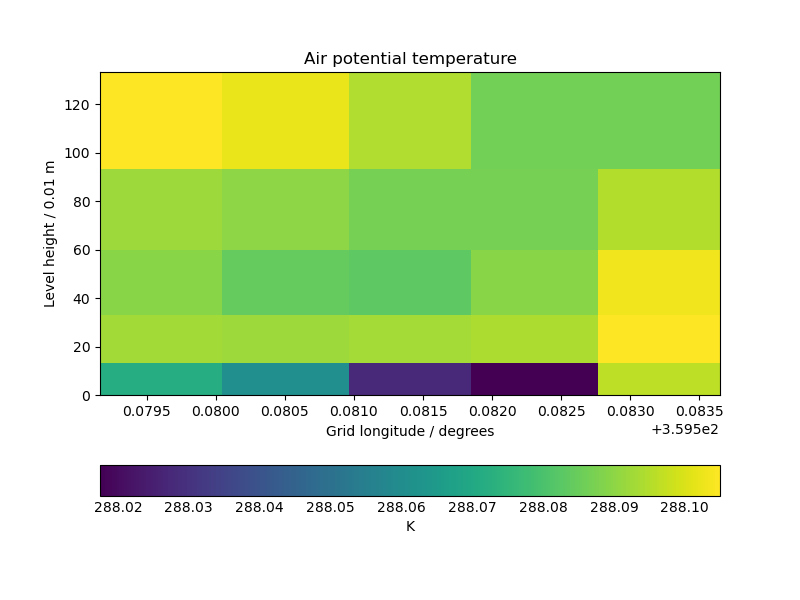 Air potential temperature
Level height / 0.01 m
120
100
80
60
40
20
0
0.0795 0.0800 0.0805 0.0810 0.0815 0.0820 0.0825 0.0830 0.0835
Grid longitude / degrees
+3.595e2
288.02 288.03 288.04 288.05 288.06 288.07 288.08 288.09 288.10
K